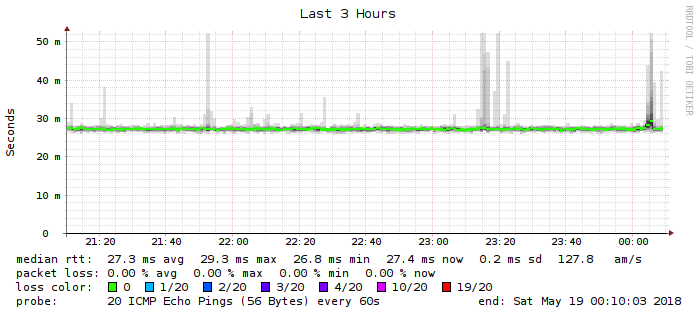 Last 3 Hours
RRDTOOL / TOBI OETIKER
Seconds
50 m
40 m
30 m
20 m
10 m
0
21:20 21:40 22:00 22:20 22:40 23:00 23:20 23:40 00:00
median rtt: 27.3 ms avg 29.3 ms max 26.8 ms min 27.4 ms now 0.2 ms sd 127.8 am/s
packet loss: 0.00 % avg 0.00 % max 0.00 % min 0.00 % now
loss color: 0 1/20 2/20 3/20 4/20 10/20 19/20
probe: 20 ICMP Echo Pings (56 Bytes) every 60s end: Sat May 19 00:10:03 2018